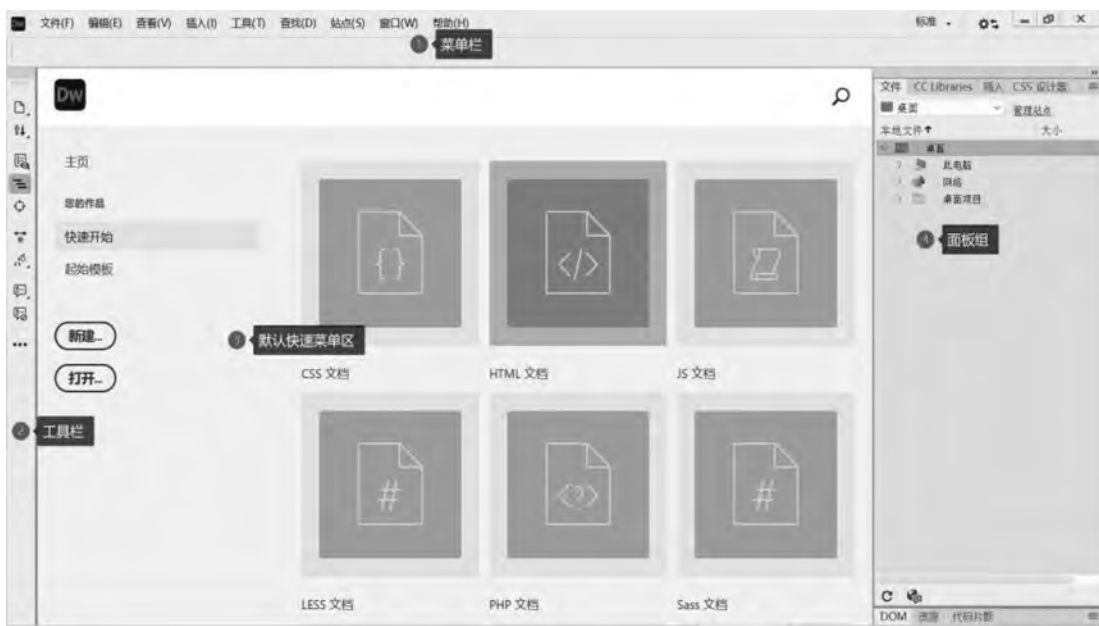 Dw 文件(F) 编辑(E) 查看(V) 插入(I) 工具(T) 查找(D) 站点(S) 窗口(W) 帮助(H) 标准
1 菜单栏
Dw
文件 CC Libraries 插入 CSS 设计器
桌面 管理站点
本地文件 大小
桌面
此电脑
网络
桌面项目
4 面板组
主页
您的作品
快速开始
起始模板
新建...
打开...
3 默认快速菜单区
2 工具栏
CSS 文档 HTML 文档 JS 文档
LESS 文档 PHP 文档 Sass 文档
DOM 资源 代码片断